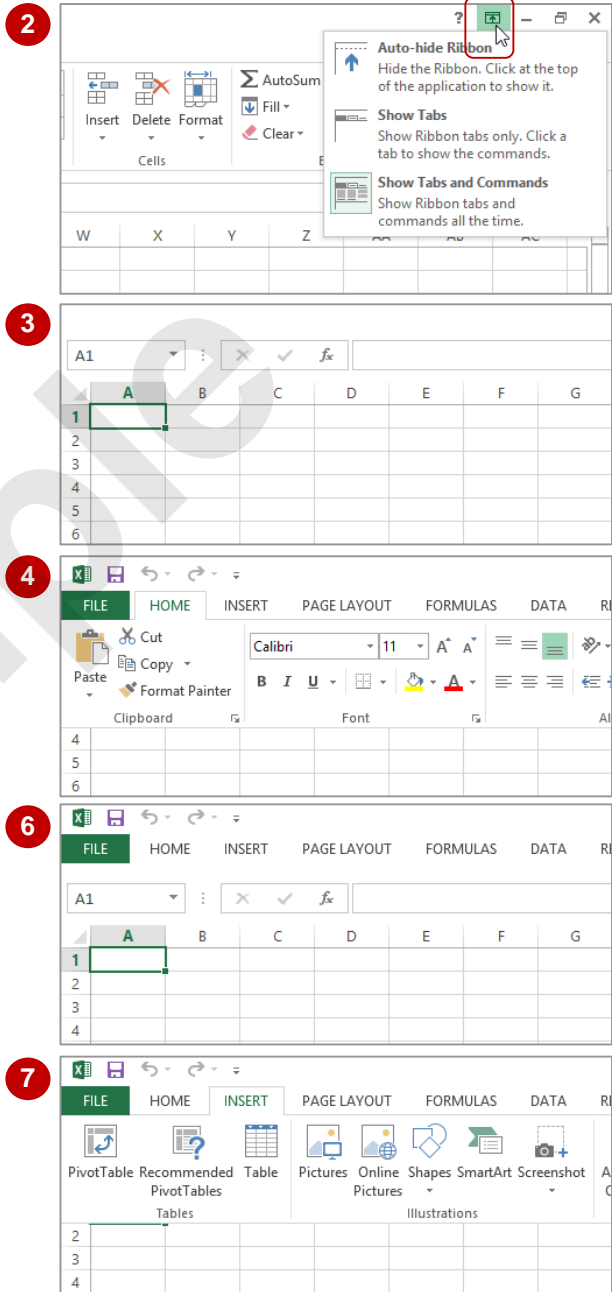 2
?
Auto-hide Ribbon
Hide the Ribbon. Click at the top
of the application to show it.
Show Tabs
Show Ribbon tabs only. Click a
tab to show the commands.
Show Tabs and Commands
Show Ribbon tabs and
commands all the time.
Insert Delete Format
AutoSum
Fill
Clear
Cells
W X Y Z AA AB AC
3
A1 fx
A B C D E F G
1
2
3
4
5
6
4
FILE HOME INSERT PAGE LAYOUT FORMULAS DATA
Paste
Cut
Copy
Format Painter
Calibri 11 A A
B I U A
Clipboard Font
4
5
6
6
FILE HOME INSERT PAGE LAYOUT FORMULAS DATA
A1 fx
A B C D E F G
1
2
3
4
7
FILE HOME INSERT PAGE LAYOUT FORMULAS DATA
PivotTable Recommended Table Pictures Online Shapes SmartArt Screenshot
PivotTables Pictures
Tables Illustrations
2
3
4